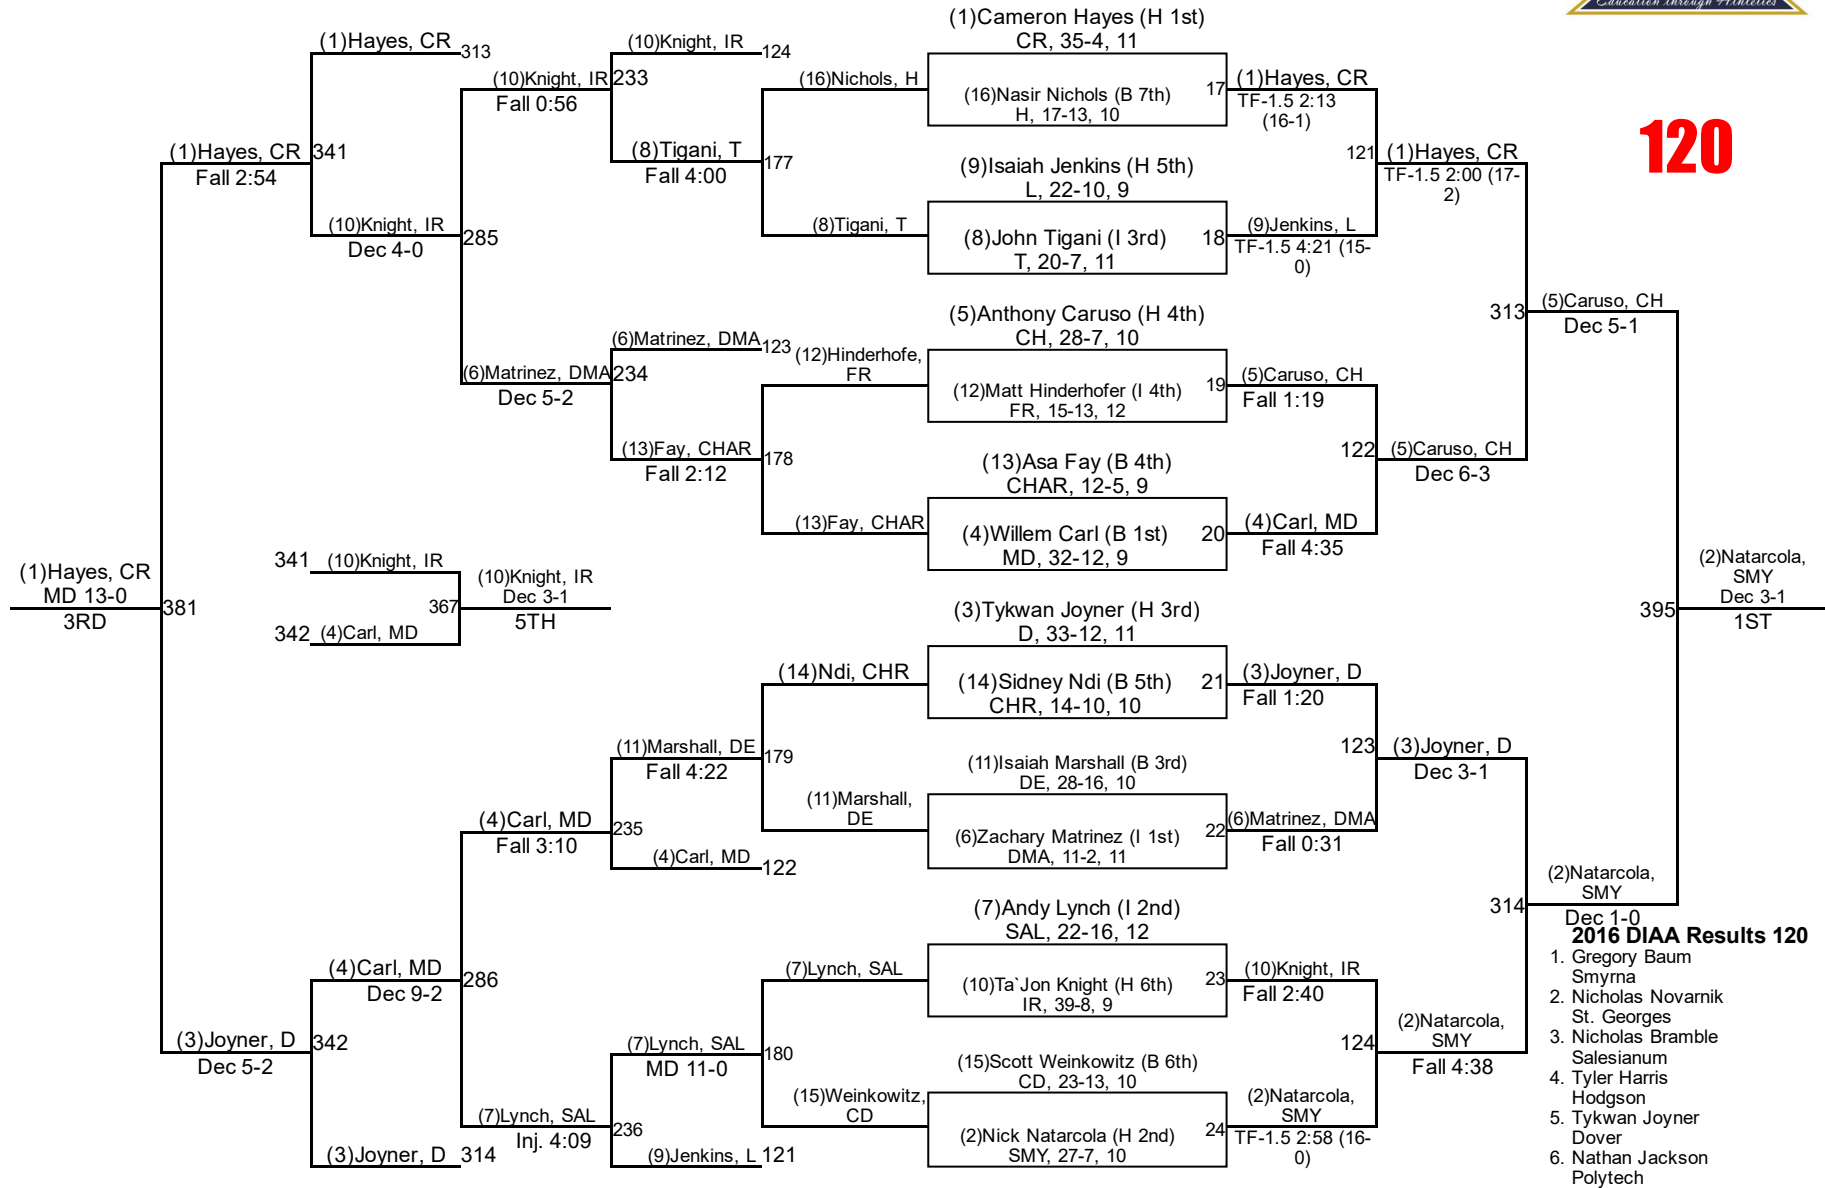 Education through Athletics
120
(1)Hayes, CR
313
(10)Knight, IR
233
Fall 0:56
(10)Knight, IR
124
(8)Tigani, T
Fall 4:00
(16)Nichols, H
177
(8)Tigani, T
(1)Hayes, CR
341
Fall 2:54
(10)Knight, IR
Dec 4-0
285
(6)Matrinez, DMA
123
(6)Matrinez, DMA
234
Dec 5-2
(12)Hinderhofe,
FR
(13)Fay, CHAR
178
Fall 2:12
(13)Fay, CHAR
(1)Hayes, CR
MD 13-0
381
3RD
341
(10)Knight, IR
367
342
(4)Carl, MD
(10)Knight, IR
Dec 3-1
5TH
(14)Ndi, CHR
(11)Marshall, DE
179
Fall 4:22
(11)Marshall,
DE
(4)Carl, MD
235
Fall 3:10
(4)Carl, MD
122
(4)Carl, MD
286
Dec 9-2
(3)Joyner, D
342
Dec 5-2
(7)Lynch, SAL
(7)Lynch, SAL
180
MD 11-0
(15)Weinkowitz,
CD
(7)Lynch, SAL
236
Inj. 4:09
(3)Joyner, D
314
(9)Jenkins, L
121
(1)Cameron Hayes (H 1st)
CR, 35-4, 11
17
(16)Nasir Nichols (B 7th)
H, 17-13, 10
(9)Isaiah Jenkins (H 5th)
L, 22-10, 9
(8)John Tigani (I 3rd)
18
T, 20-7, 11
(5)Anthony Caruso (H 4th)
CH, 28-7, 10
19
(12)Matt Hinderhofer (I 4th)
FR, 15-13, 12
(13)Asa Fay (B 4th)
CHAR, 12-5, 9
(4)Willem Carl (B 1st)
20
MD, 32-12, 9
(3)Tykwan Joyner (H 3rd)
D, 33-12, 11
(14)Sidney Ndi (B 5th)
21
CHR, 14-10, 10
(11)Isaiah Marshall (B 3rd)
DE, 28-16, 10
22
(6)Zachary Matrinez (I 1st)
DMA, 11-2, 11
(7)Andy Lynch (I 2nd)
SAL, 22-16, 12
23
(10)Ta`Jon Knight (H 6th)
IR, 39-8, 9
(15)Scott Weinkowitz (B 6th)
CD, 23-13, 10
24
(2)Nick Natarcola (H 2nd)
SMY, 27-7, 10
(1)Hayes, CR
TF-1.5 2:13
(16-1)
121
(9)Jenkins, L
TF-1.5 4:21 (15-
0)
(1)Hayes, CR
TF-1.5 2:00 (17-
2)
313
(5)Caruso, CH
Fall 1:19
122
(4)Carl, MD
Fall 4:35
(5)Caruso, CH
Dec 6-3
(5)Caruso, CH
Dec 5-1
(3)Joyner, D
Fall 1:20
123
(6)Matrinez, DMA
Fall 0:31
(3)Joyner, D
Dec 3-1
314
(10)Knight, IR
Fall 2:40
124
(2)Natarcola,
SMY
TF-1.5 2:58 (16-
0)
(2)Natarcola,
SMY
Fall 4:38
(2)Natarcola,
SMY
Dec 1-0
395
(2)Natarcola,
SMY
Dec 3-1
1ST
2016 DIAA Results 120
1. Gregory Baum
Smyrna
2. Nicholas Novarnik
St. Georges
3. Nicholas Bramble
Salesianum
4. Tyler Harris
Hodgson
5. Tykwan Joyner
Dover
6. Nathan Jackson
Polytech